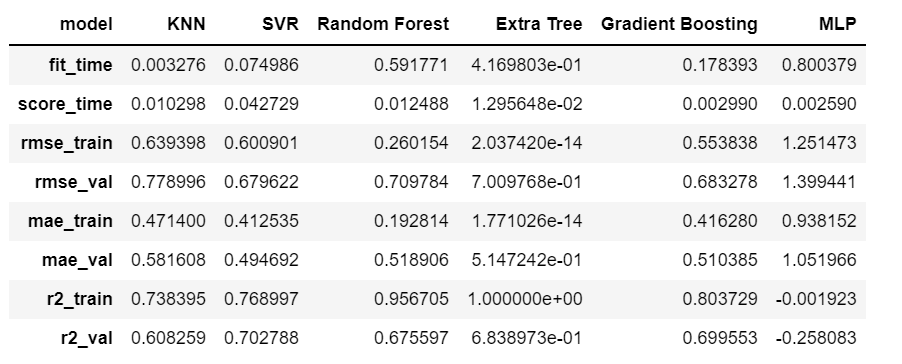 model KNN SVR Random Forest Extra Tree Gradient Boosting MLP
fit_time 0.003276 0.074986 0.591771 4.169803e-01 0.178393 0.800379
score_time 0.010298 0.042729 0.012488 1.295648e-02 0.002990 0.002590
rmse_train 0.639398 0.600901 0.260154 2.037420e-14 0.553838 1.251473
rmse_val 0.778996 0.679622 0.709784 7.009768e-01 0.683278 1.399441
mae_train 0.471400 0.412535 0.192814 1.771026e-14 0.416280 0.938152
mae_val 0.581608 0.494692 0.518906 5.147242e-01 0.510385 1.051966
r2_train 0.738395 0.768997 0.956705 1.000000e+00 0.803729 -0.001923
r2_val 0.608259 0.702788 0.675597 6.838973e-01 0.699553 -0.258083